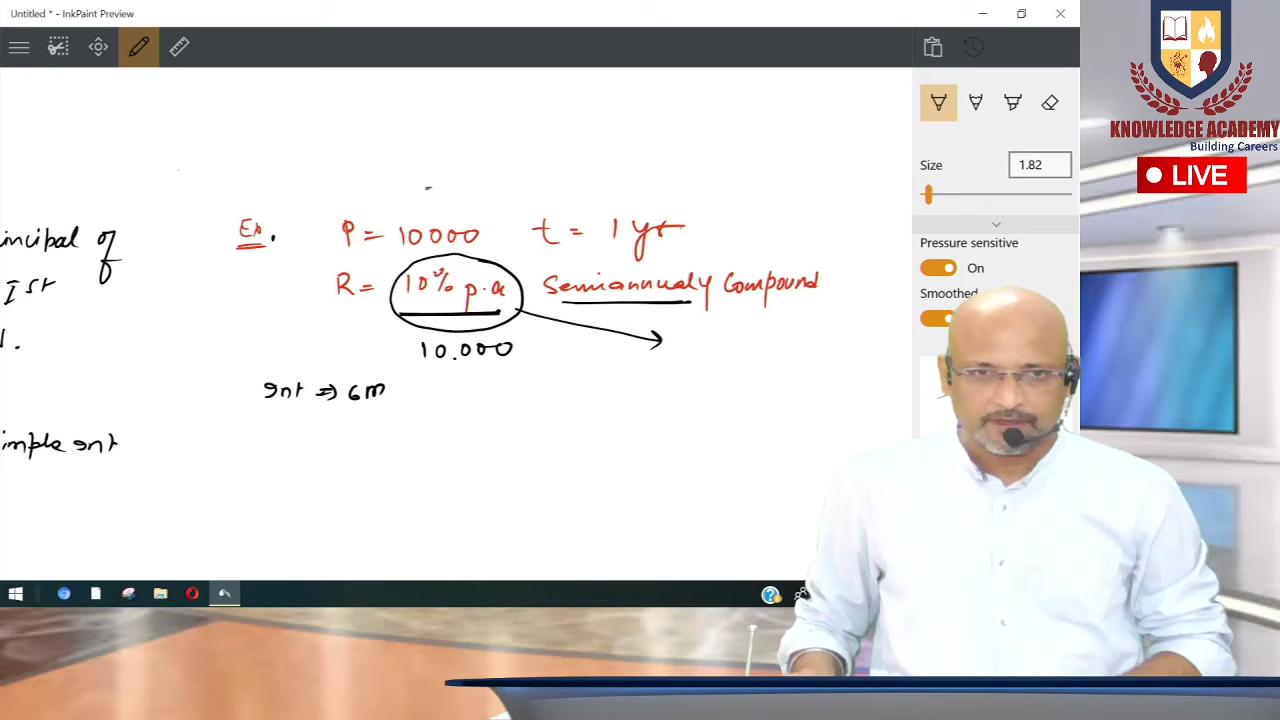 Untitled * - InkPaint Preview
KNOWLEDGE ACADEMY
Building Careers
LIVE
Size
1.82
Pressure sensitive
On
Smoothed
incipal of
I st
Ex.
P = 10000 t = 1 yr
R = 10% p.a Semiannualy Compound
10.000
Int ⇒ 6m
imple Int